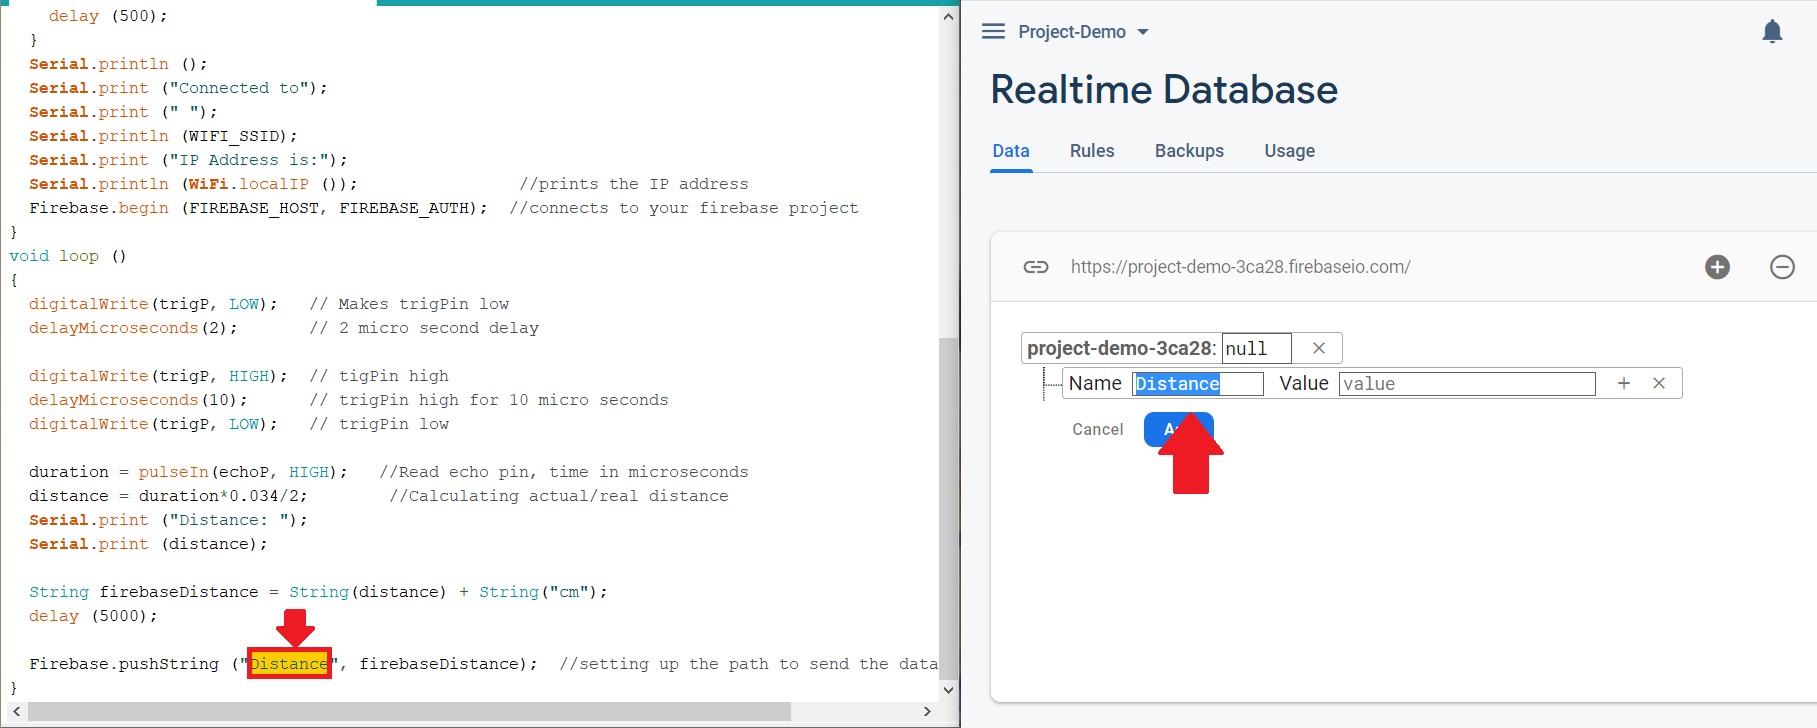 delay (500);
}
Serial.println ();
Serial.print ("Connected to");
Serial.print (" ");
Serial.println (WIFI_SSID);
Serial.print ("IP Address is:");
Serial.println (WiFi.localIP ()); //prints the IP address
Firebase.begin (FIREBASE_HOST, FIREBASE_AUTH); //connects to your firebase project
}
void loop ()
{
digitalWrite(trigP, LOW); // Makes trigPin low
delayMicroseconds(2); // 2 micro second delay
digitalWrite(trigP, HIGH); // tigPin high
delayMicroseconds(10); // trigPin high for 10 micro seconds
digitalWrite(trigP, LOW); // trigPin low
duration = pulseIn(echoP, HIGH); //Read echo pin, time in microseconds
distance = duration*0.034/2; //Calculating actual/real distance
Serial.print ("Distance: ");
Serial.print (distance);
String firebaseDistance = String(distance) + String("cm");
delay (5000);
Firebase.pushString ("Distance", firebaseDistance); //setting up the path to send the data
}
Project-Demo
Realtime Database
Data Rules Backups Usage
https://project-demo-3ca28.firebaseio.com/
project-demo-3ca28: null ×
Name Distance Value value + ×
Cancel